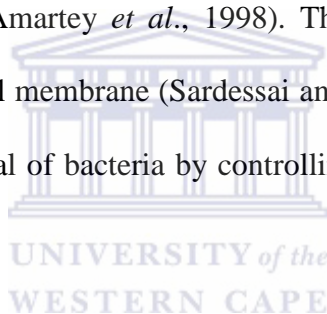 Amartey et al., 1998). Th
l membrane (Sardessai an
al of bacteria by controlli
UNIVERSITY of the
WESTERN CAPE